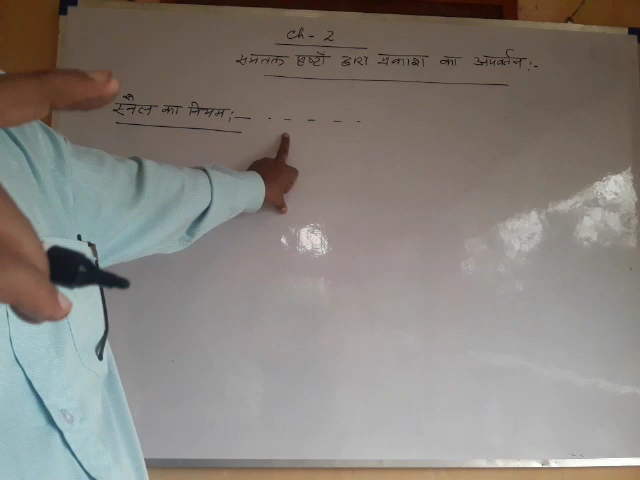 Ch-2
समतल पृष्ठों द्वारा प्रकाश का अपवर्तन:-
स्नैल का नियम:- - - - - -